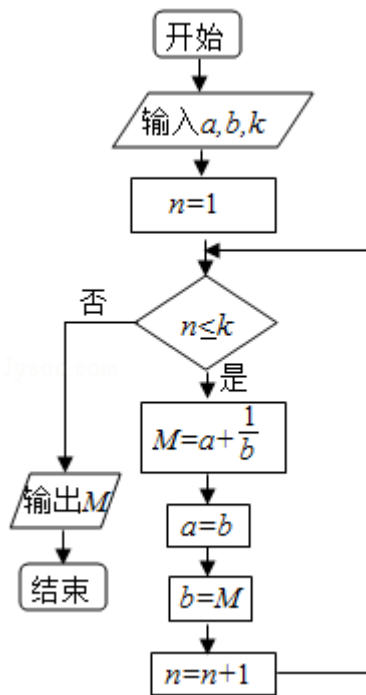 开始
输入a,b,k
n=1
n≤k
否
是
M=a+1/b
a=b
b=M
n=n+1
输出M
结束